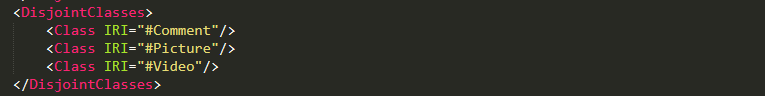 <DisjointClasses>
<Class IRI="#Comment"/>
<Class IRI="#Picture"/>
<Class IRI="#Video"/>
</DisjointClasses>